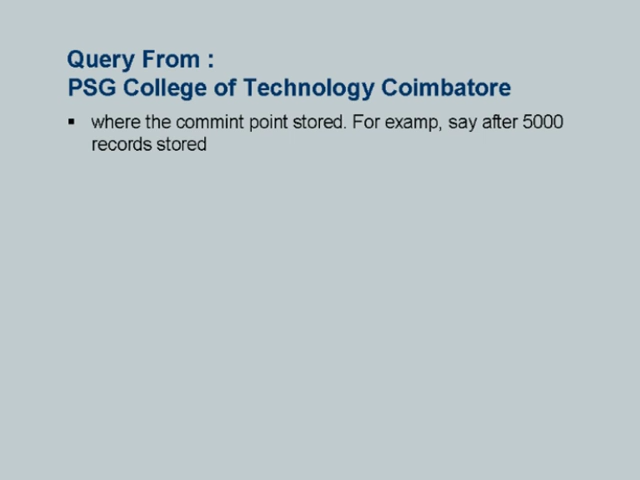 Query From :
PSG College of Technology Coimbatore
▪ where the commint point stored. For examp, say after 5000
records stored